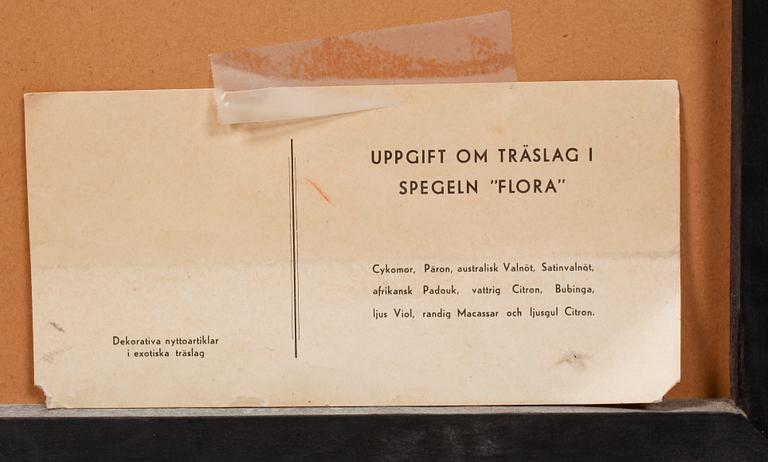 UPPGIFT OM TRÄSLAG I
SPEGELN "FLORA"
Cykomor, Päron, australisk Valnöt, Satinvalnöt,
afrikansk Padouk, vattrig Citron, Bubinga,
ljus Viol, randig Macassar och ljusgul Citron.
Dekorativa nyttoartiklar
i exotiska träslag